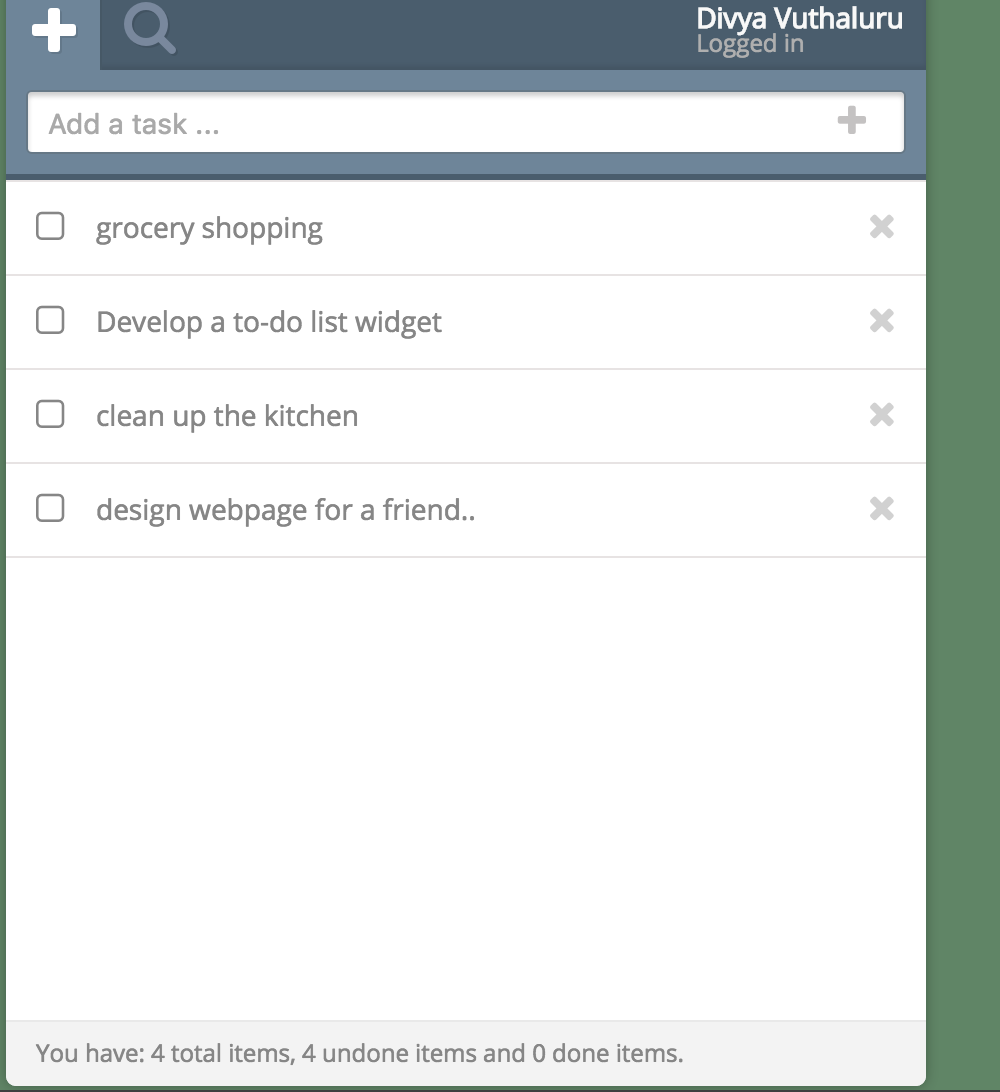 Divya Vuthaluru
Logged in
Add a task ...
grocery shopping
Develop a to-do list widget
clean up the kitchen
design webpage for a friend..
You have: 4 total items, 4 undone items and 0 done items.